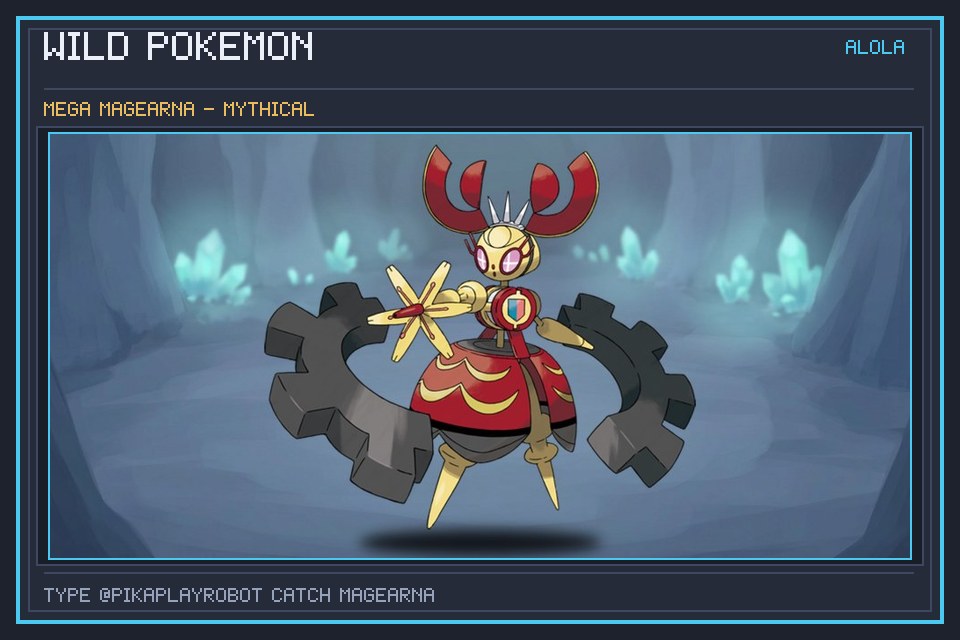 WILD POKEMON
ALOLA
MEGA MAGEARNA - MYTHICAL
TYPE @PIKAPLAYROBOT CATCH MAGEARNA